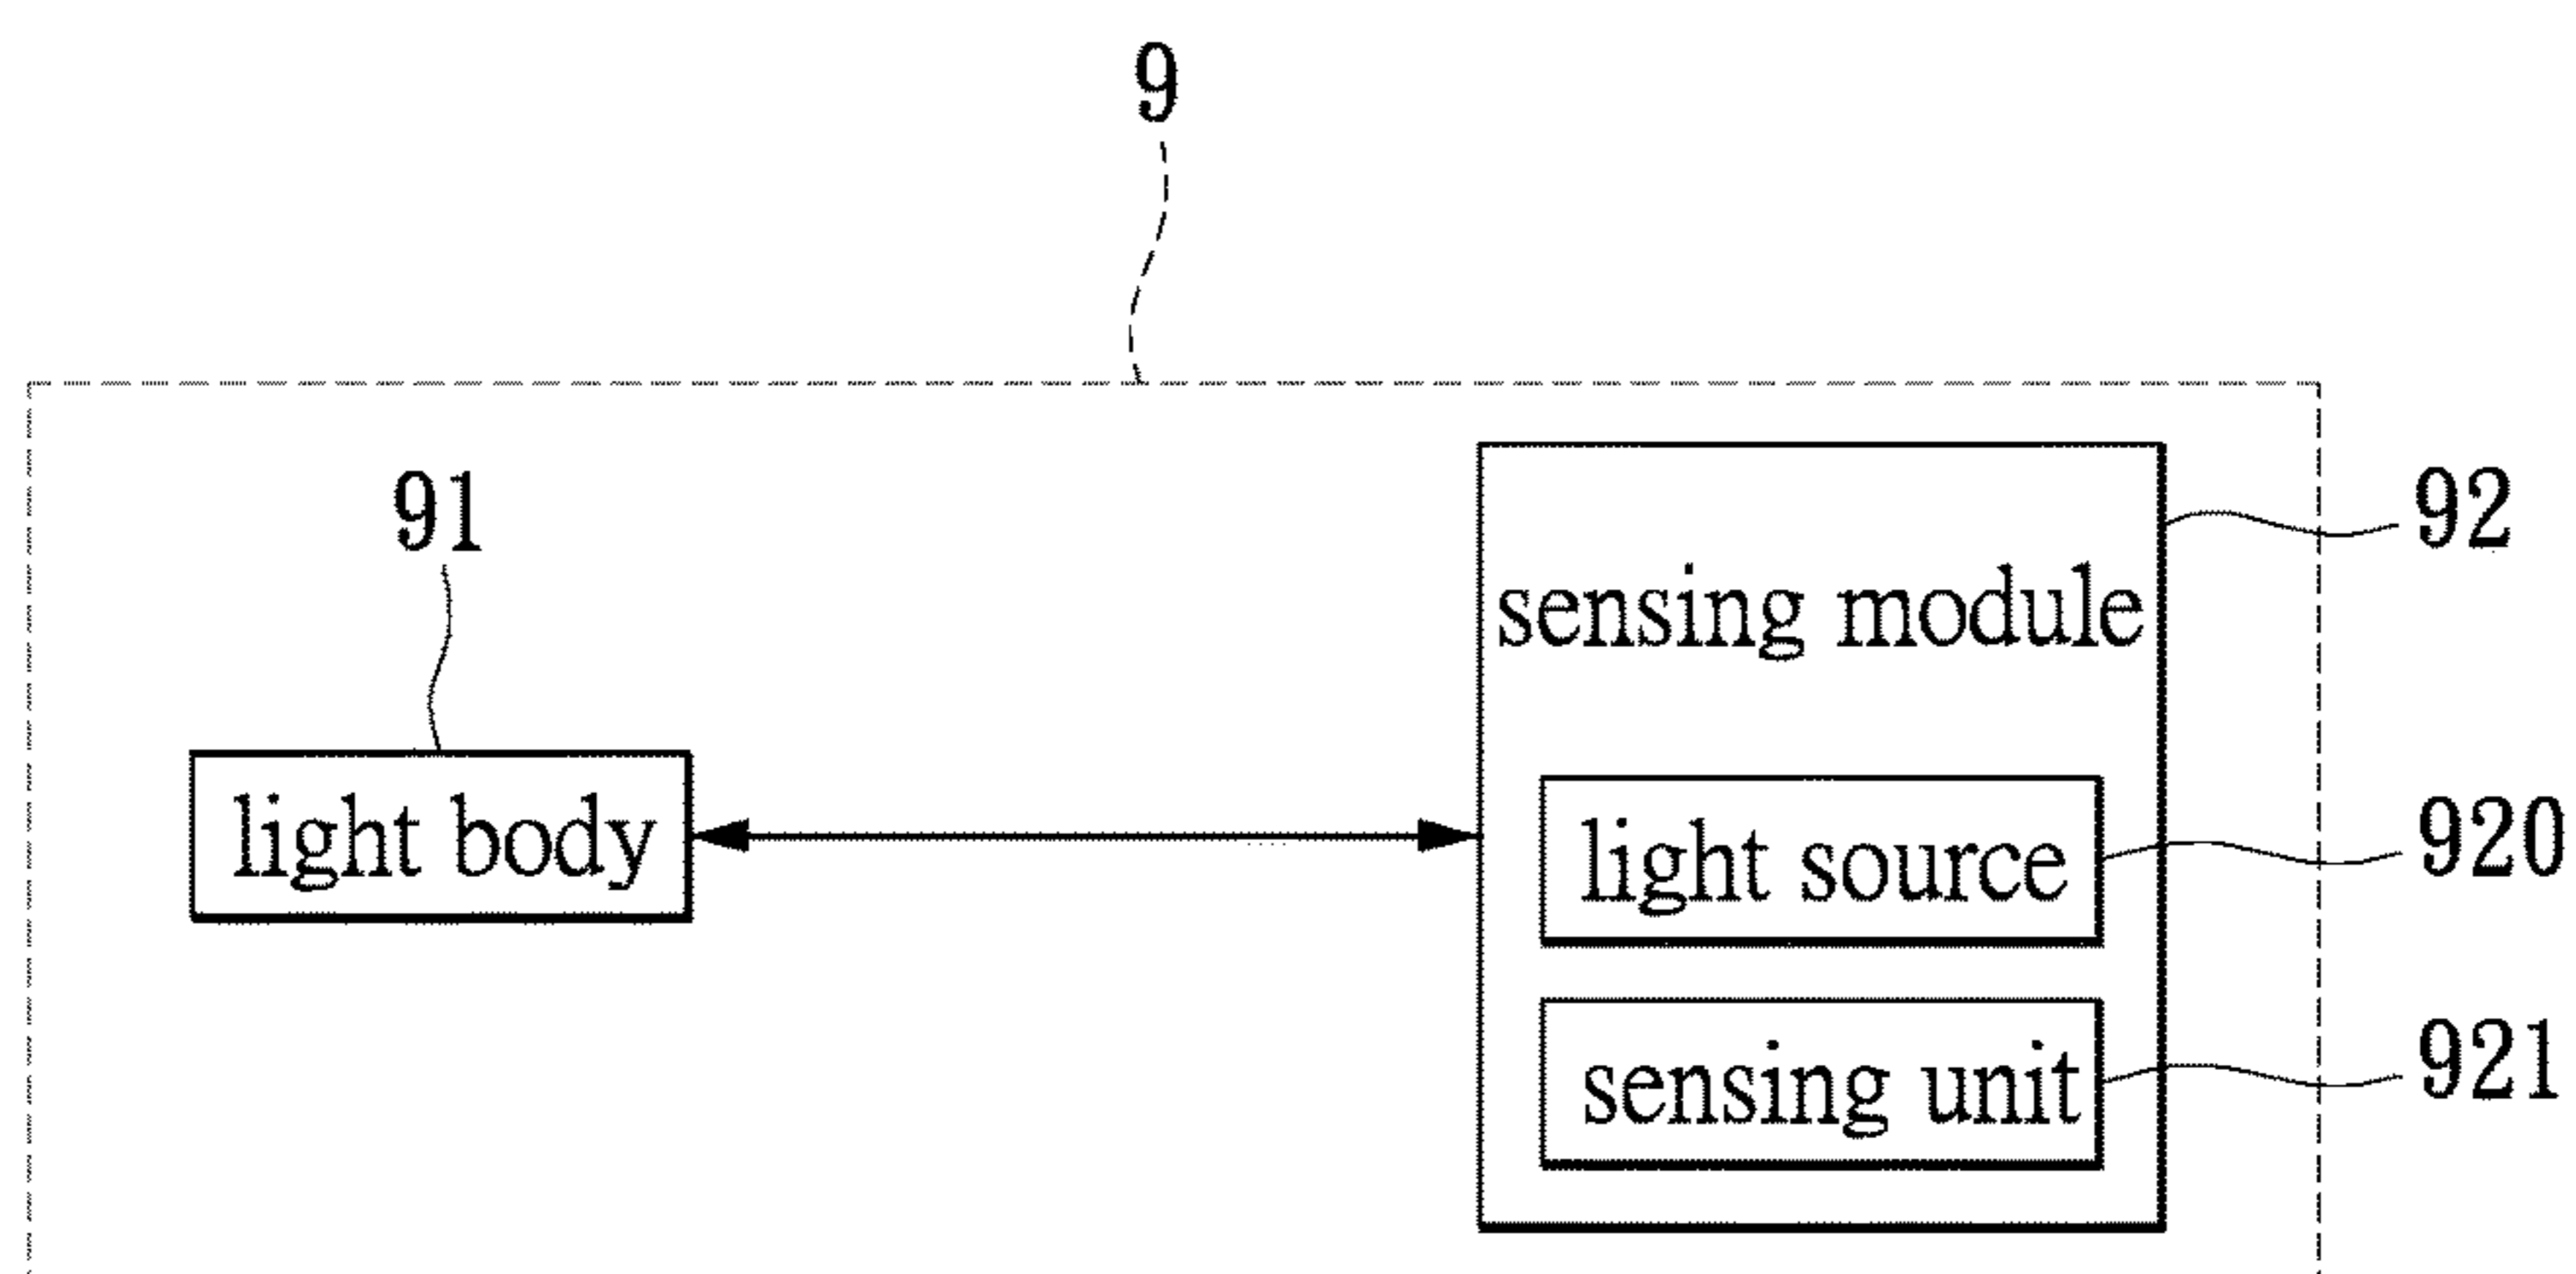 9
91
92
sensing module
light body
light source
920
sensing unit
921